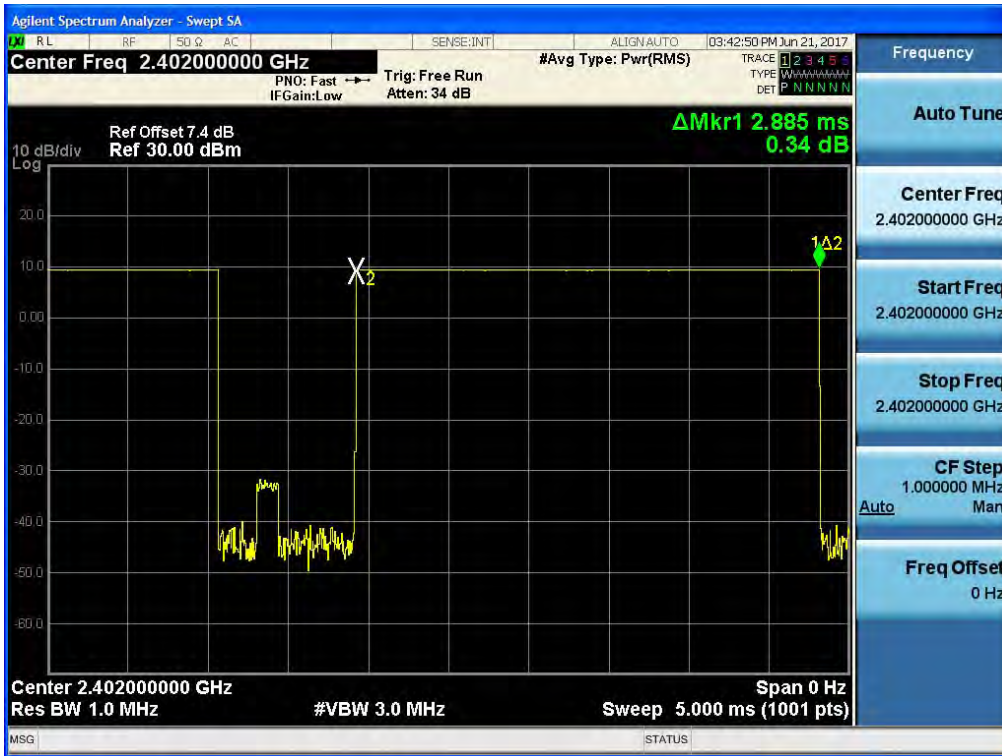 Agilent Spectrum Analyzer - Swept SA
LXI RL RF 50 Ω AC SENSE:INT ALIGN AUTO 03:42:50 PM Jun 21, 2017
Center Freq 2.402000000 GHz
#Avg Type: Pwr(RMS)
TRACE 1 2 3 4 5 6
PNO: Fast
Trig: Free Run
TYPE WWWWWW
IFGain:Low
Atten: 34 dB
DET P N N N N N
Frequency
Auto Tune
Center Freq
2.402000000 GHz
Start Freq
2.402000000 GHz
Stop Freq
2.402000000 GHz
CF Step
1.000000 MHz
Auto Man
Freq Offset
0 Hz
ΔMkr1 2.885 ms
0.34 dB
Ref Offset 7.4 dB
10 dB/div Ref 30.00 dBm
Log
20.0
10.0
0.00
-10.0
-20.0
-30.0
-40.0
-50.0
-60.0
1Δ2
X2
Center 2.402000000 GHz
Span 0 Hz
Res BW 1.0 MHz
#VBW 3.0 MHz
Sweep 5.000 ms (1001 pts)
MSG
STATUS